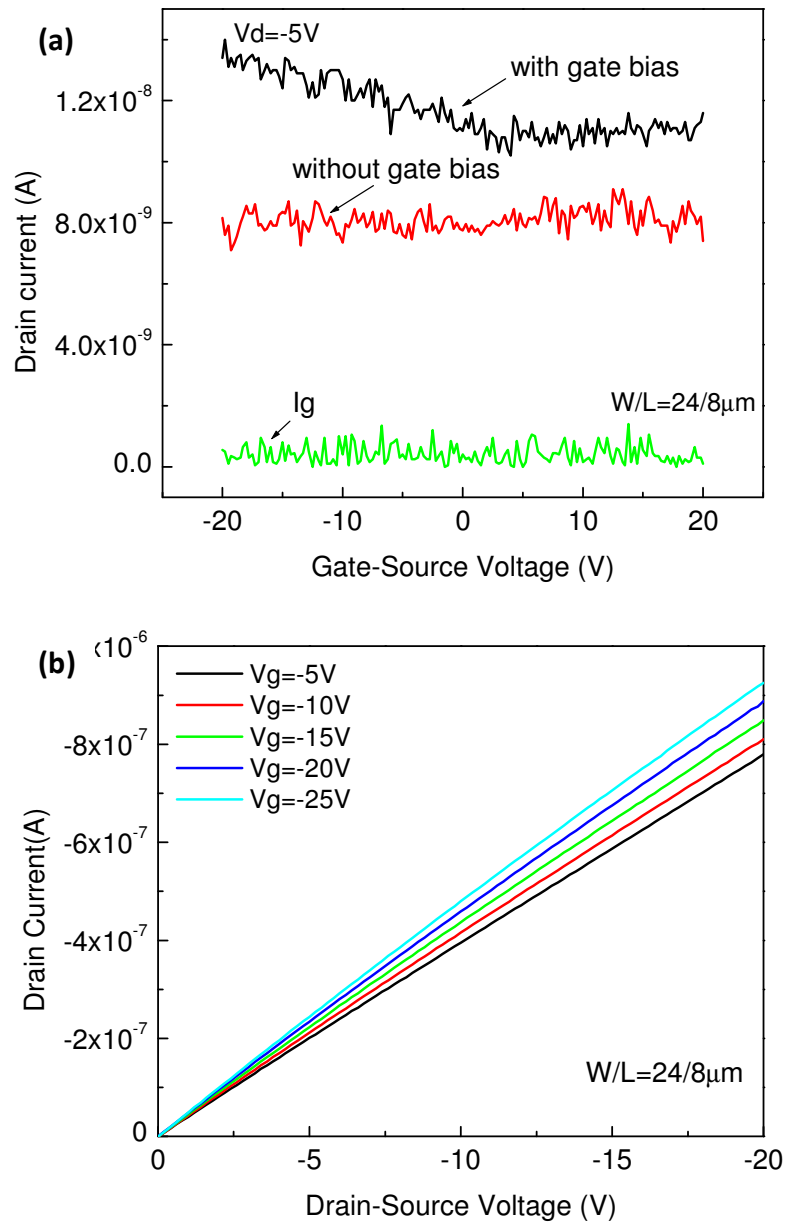 (a)
Vd=-5V
with gate bias
without gate bias
Ig
W/L=24/8μm
1.2x10⁻⁸
8.0x10⁻⁹
4.0x10⁻⁹
0.0
Drain current (A)
-20 -10 0 10 20
Gate-Source Voltage (V)
(b)
x10⁻⁶
Vg=-5V
Vg=-10V
Vg=-15V
Vg=-20V
Vg=-25V
-8x10⁻⁷
-6x10⁻⁷
-4x10⁻⁷
-2x10⁻⁷
0
Drain Current(A)
W/L=24/8μm
0 -5 -10 -15 -20
Drain-Source Voltage (V)